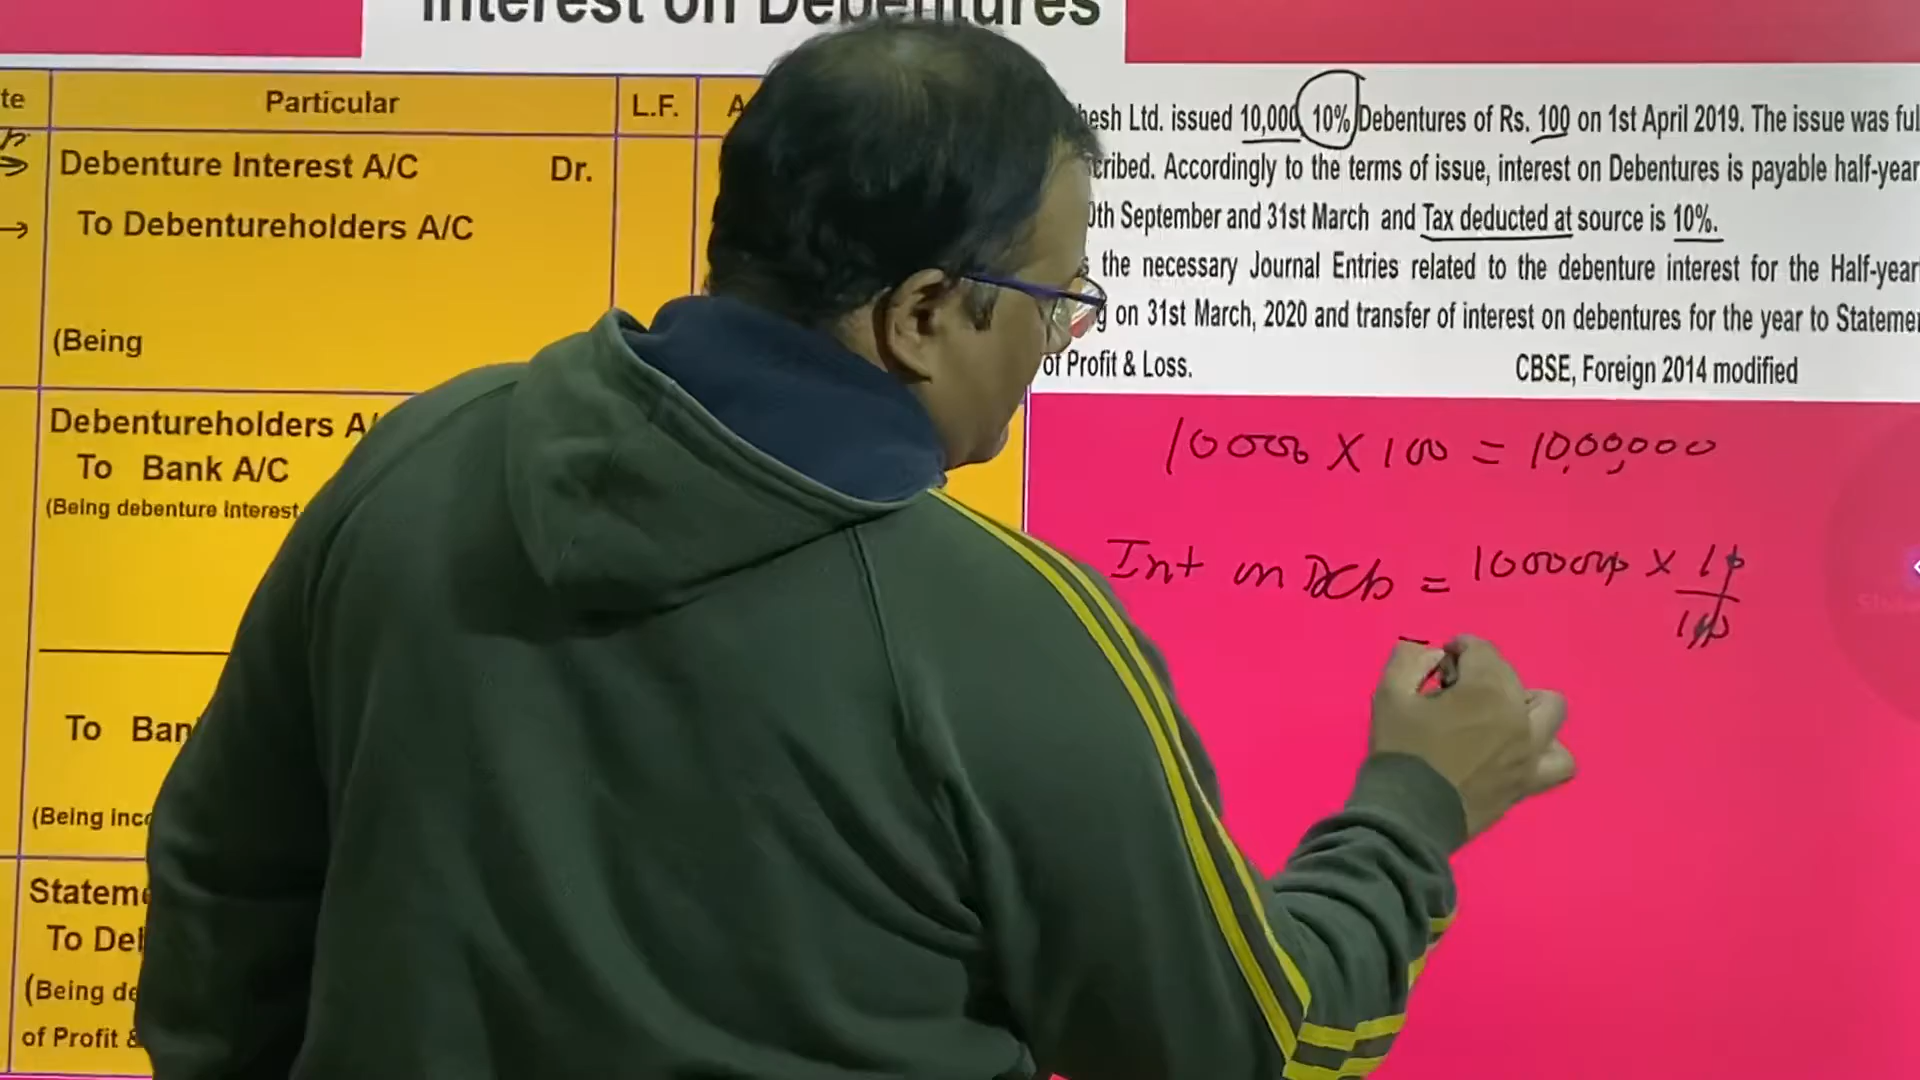 Interest on Debentures
te Particular L.F. A
Debenture Interest A/C Dr.
To Debentureholders A/C
(Being
Debentureholders A/
To Bank A/C
(Being debenture Interest
To Ban
(Being inco
Stateme
To De
(Being de
of Profit &
esh Ltd. issued 10,000 10% Debentures of Rs. 100 on 1st April 2019. The issue was ful
cribed. Accordingly to the terms of issue, interest on Debentures is payable half-year
0th September and 31st March and Tax deducted at source is 10%.
the necessary Journal Entries related to the debenture interest for the Half-year
g on 31st March, 2020 and transfer of interest on debentures for the year to Stateme
of Profit & Loss. CBSE, Foreign 2014 modified
10000 X 100 = 10,00,000
Int on Deb = 1000000 x 10
100